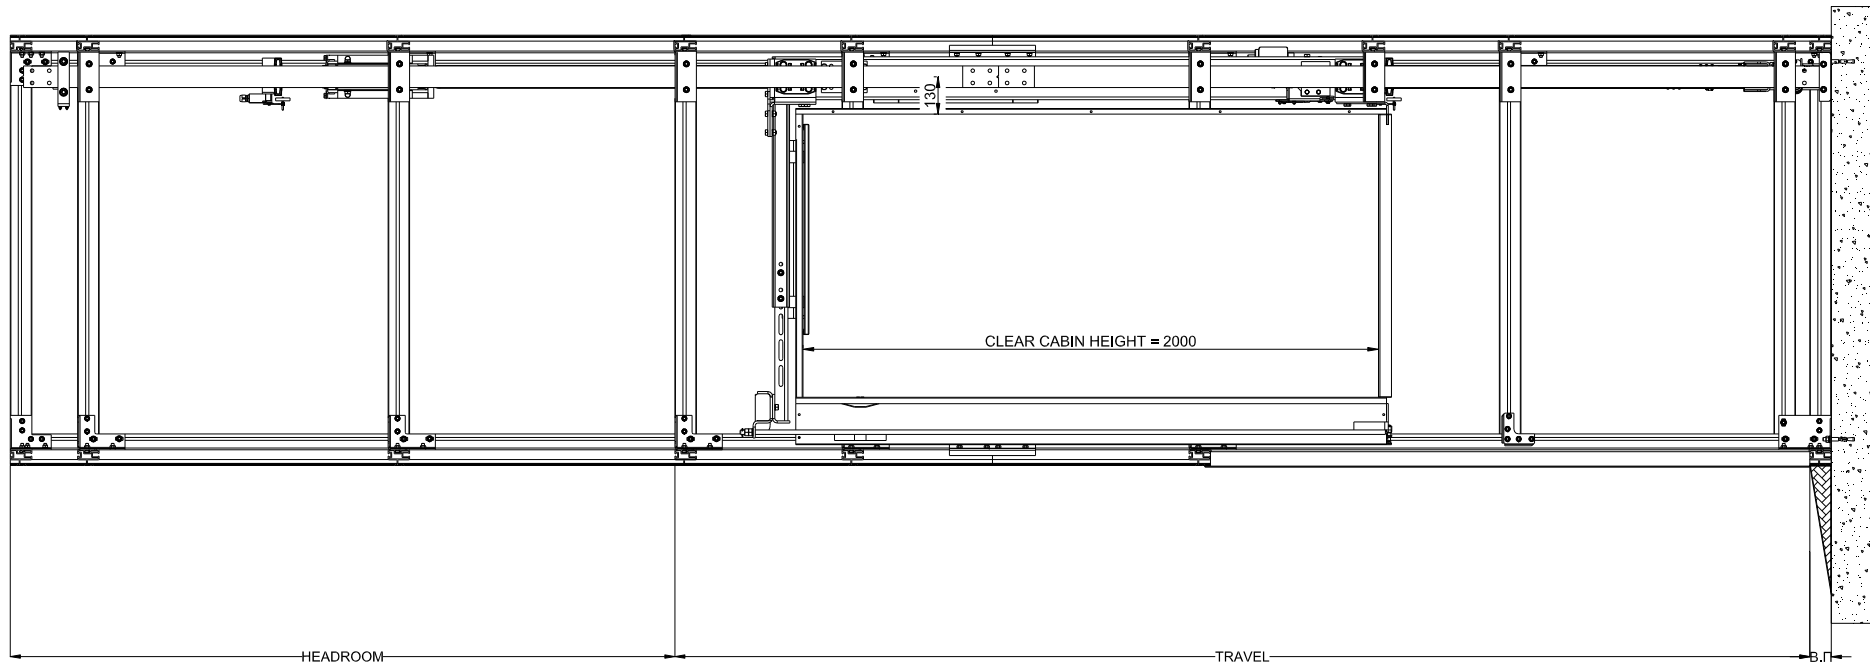 130
CLEAR CABIN HEIGHT = 2000
HEADROOM
TRAVEL
В.П